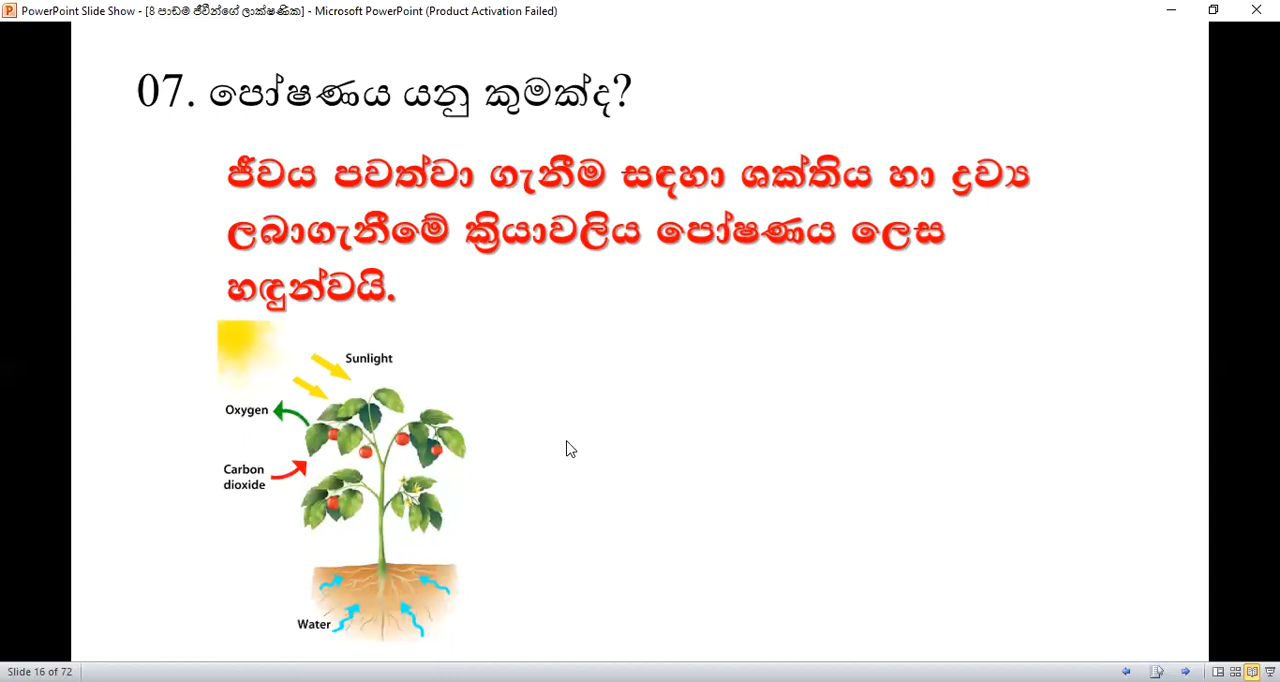 PowerPoint Slide Show - [8 පාඩම ජීවීන්ගේ ලාක්ෂණික] - Microsoft PowerPoint (Product Activation Failed)
07. පෝෂණය යනු කුමක්ද?
ජීවය පවත්වා ගැනීම සඳහා ශක්තිය හා ද්‍රව්‍ය
ලබාගැනීමේ ක්‍රියාවලිය පෝෂණය ලෙස
හඳුන්වයි.
Sunlight
Oxygen
Carbon
dioxide
Water
Slide 16 of 72